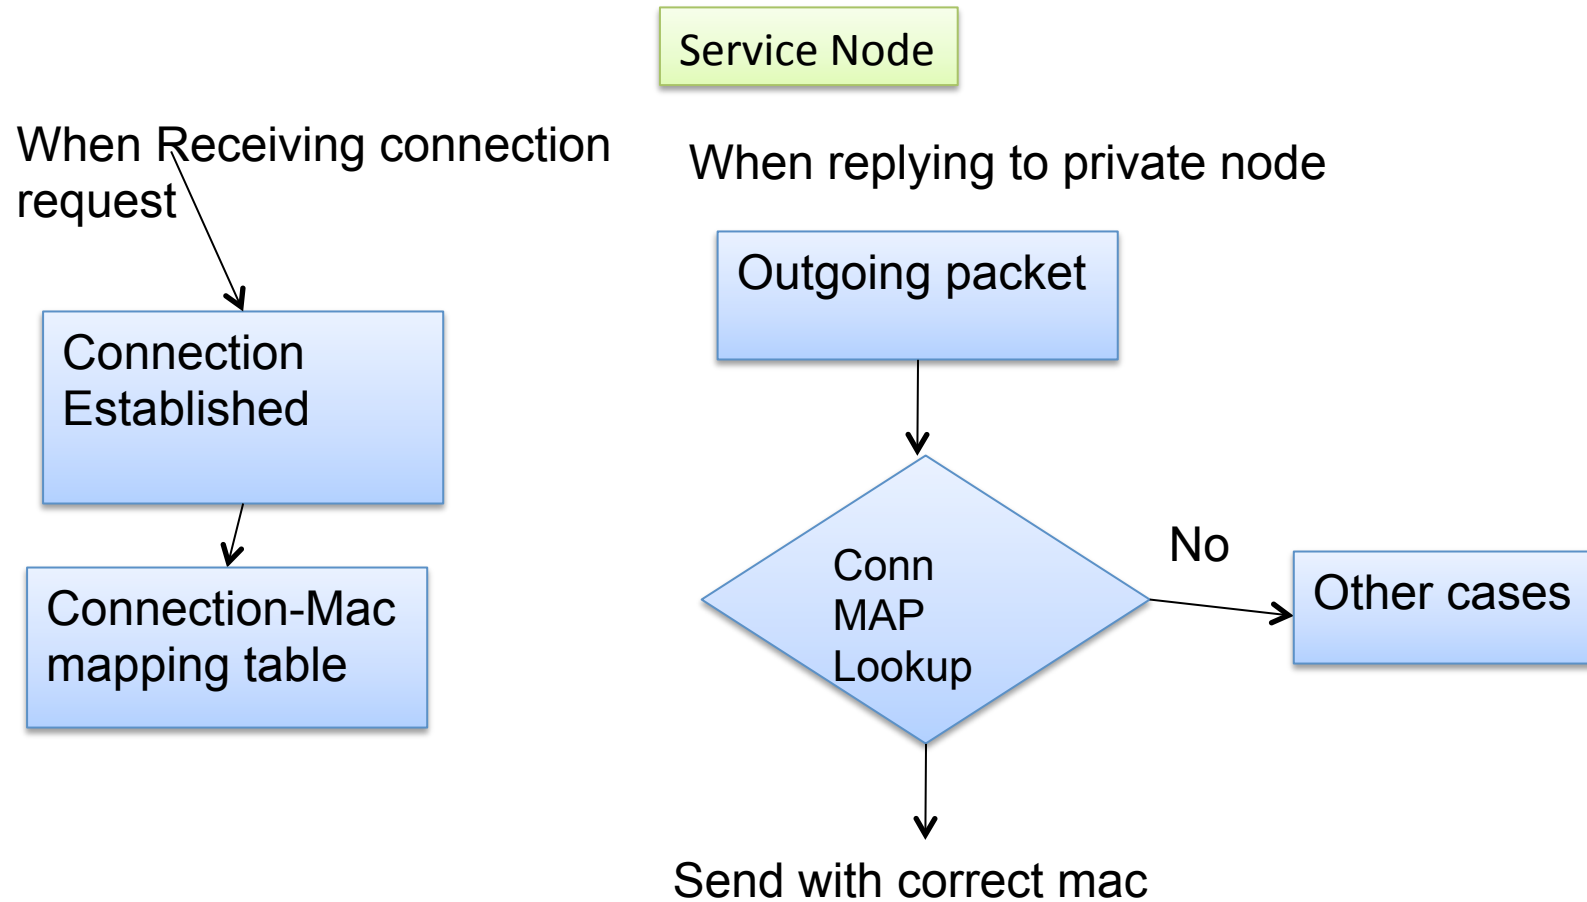 Service Node
When Receiving connection
request
Connection
Established
Connection-Mac
mapping table
When replying to private node
Outgoing packet
Conn
MAP
Lookup
No
Other cases
Send with correct mac